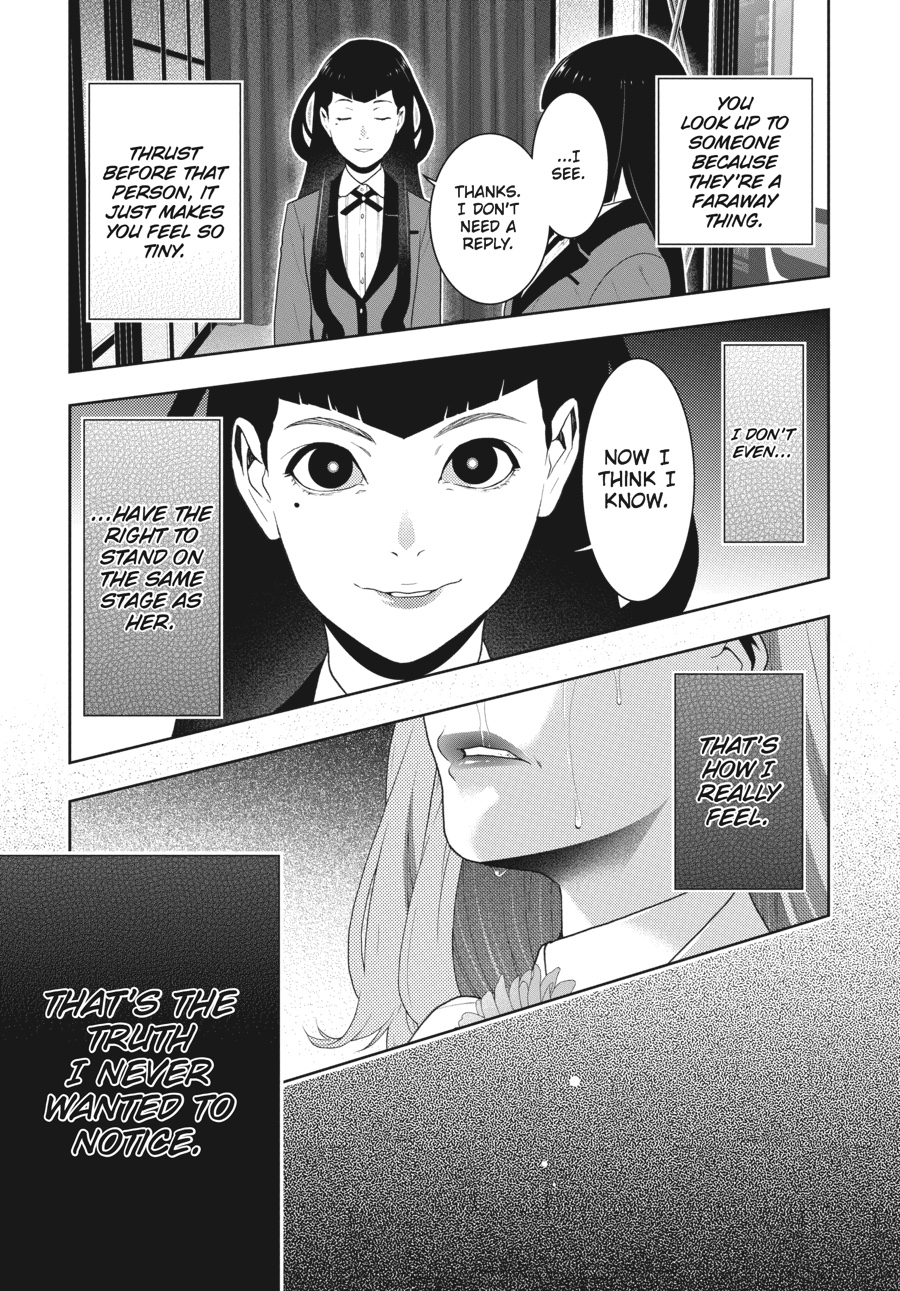 YOU
LOOK UP TO
SOMEONE
BECAUSE
THEY'RE A
FARAWAY
THING.
...I
SEE.
THANKS.
I DON'T
NEED A
REPLY.
THRUST
BEFORE THAT
PERSON, IT
JUST MAKES
YOU FEEL SO
TINY.
I DON'T
EVEN...
NOW I
THINK I
KNOW.
...HAVE THE
RIGHT TO
STAND ON
THE SAME
STAGE AS
HER.
THAT'S
HOW I
REALLY
FEEL.
THAT'S THE
TRUTH
I NEVER
WANTED TO
NOTICE.